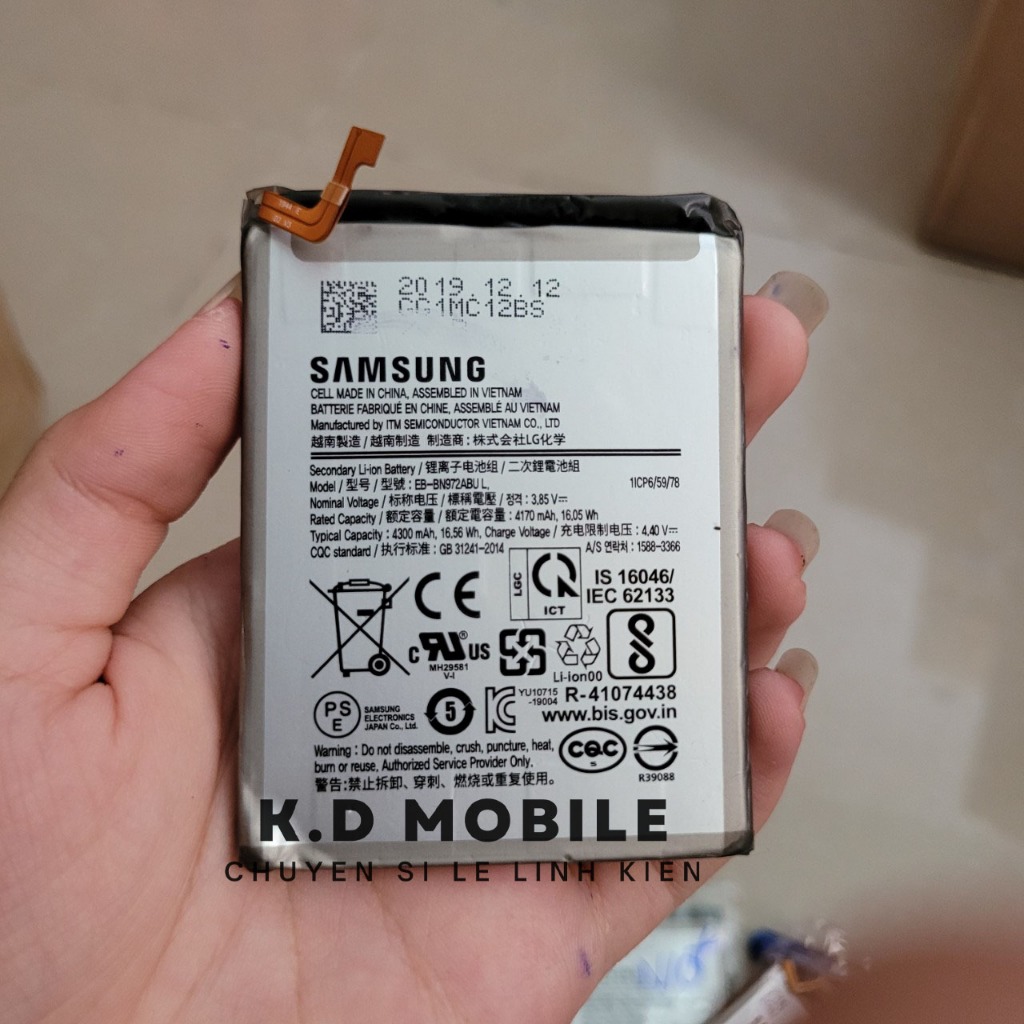 2019.12.12
GG1MC12BS
SAMSUNG
CELL MADE IN CHINA, ASSEMBLED IN VIETNAM
BATTERIE FABRIQUÉ EN CHINE, ASSEMBLÉ AU VIETNAM
Manufactured by ITM SEMICONDUCTOR VIETNAM CO., LTD
越南製造 / 越南制造 制造商 : 株式会社LG化学
Secondary Li-ion Battery / 锂离子电池组 / 二次鋰電池組
Model / 型号 / 型號 : EB-BN972ABU L, 1ICP6/59/78
Nominal Voltage / 标称电压 / 標稱電壓 / 정격 : 3,85 V⎓
Rated Capacity / 额定容量 / 額定電容量 : 4170 mAh, 16,05 Wh
Typical Capacity : 4300 mAh, 16,56 Wh, Charge Voltage / 充电限制电压 : 4,40 V⎓
CQC standard / 执行标准 : GB 31241-2014 A/S 연락처 : 1588-3366
LGC
ICT
IS 16046/
IEC 62133
CE
c RU ® US
MH29581
V-I
Li-ion00
PS
E
SAMSUNG
ELECTRONICS
JAPAN Co., Ltd.
5
YU10715
-19004
R-41074438
www.bis.gov.in
Warning : Do not disassemble, crush, puncture, heat,
burn or reuse. Authorized Service Provider Only.
警告:禁止拆卸、穿刺、燃烧或重复使用。
CQC
S
R39088
K.D MOBILE
CHUYEN SI LE LINH KIEN